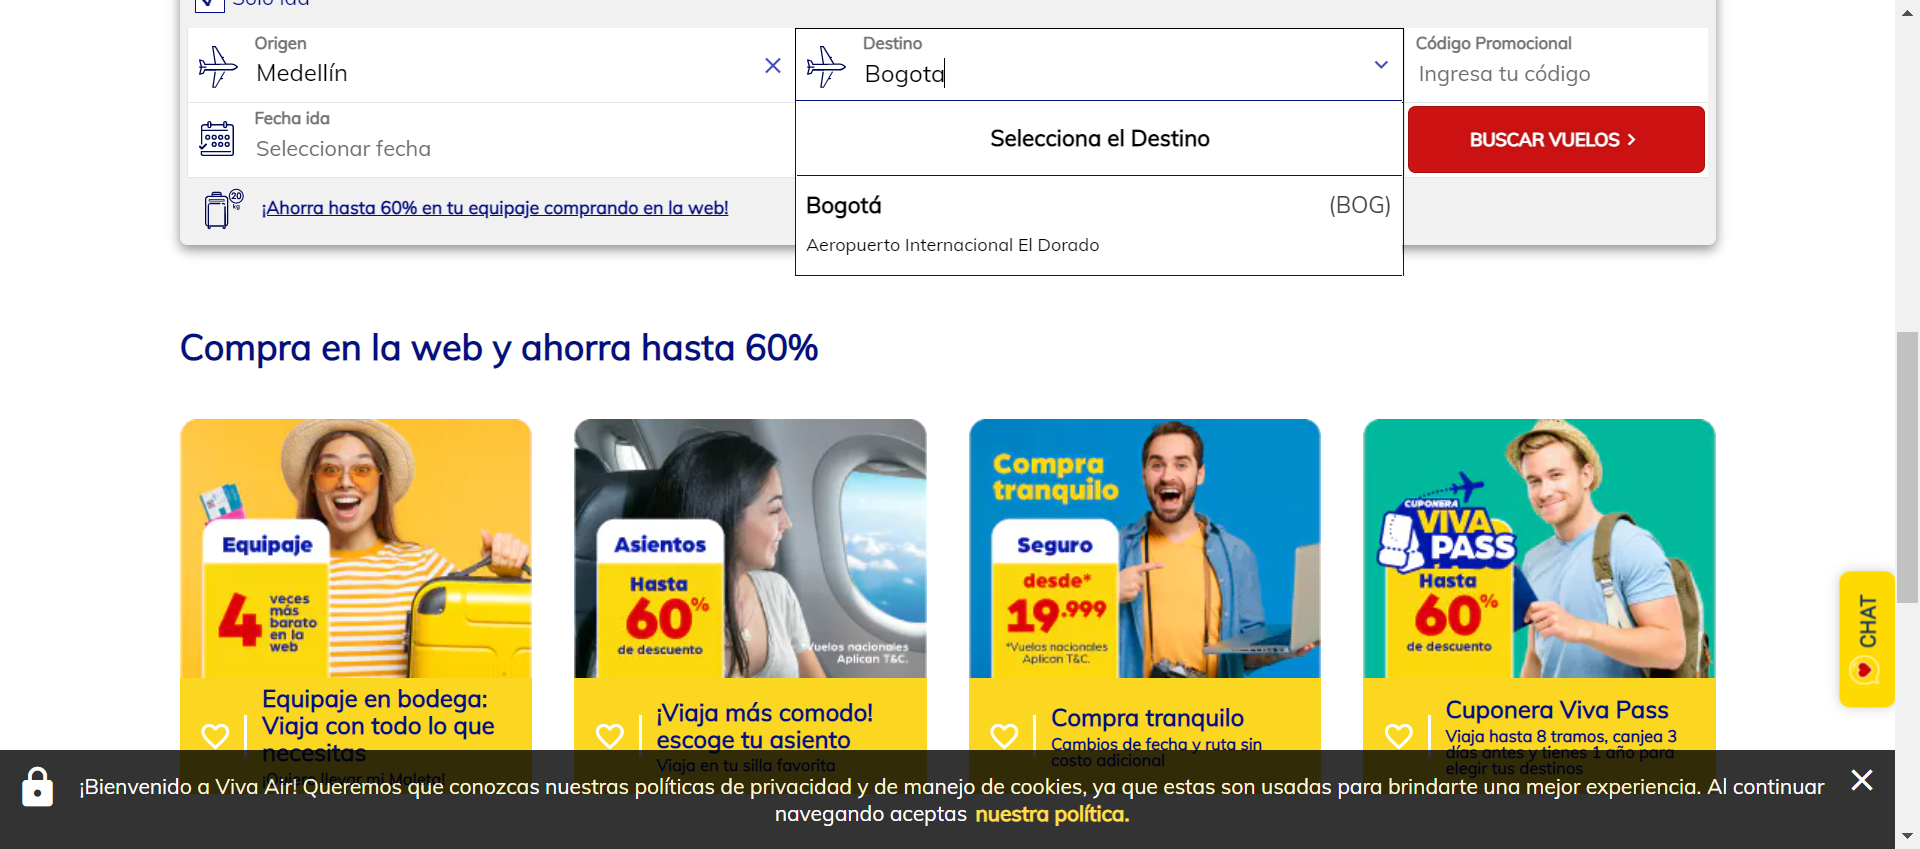 Solo ida
Origen
Medellín
Destino
Bogota
Código Promocional
Ingresa tu código
Fecha ida
Seleccionar fecha
Selecciona el Destino
BUSCAR VUELOS
20
kg
¡Ahorra hasta 60% en tu equipaje comprando en la web!
Bogotá
(BOG)
Aeropuerto Internacional El Dorado
Compra en la web y ahorra hasta 60%
Equipaje
4 veces
más
barato
en la
web
Equipaje en bodega:
Viaja con todo lo que
necesitas
¡Quiero llevar mi Maleta!
Asientos
Hasta
60%
de descuento
*Vuelos nacionales
Aplican T&C.
¡Viaja más comodo!
escoge tu asiento
Viaja en tu silla favorita
Compra
tranquilo
Seguro
desde*
19.999
*Vuelos nacionales
Aplican T&C.
Compra tranquilo
Cambios de fecha y ruta sin
costo adicional
CUPONERA
VIVA
PASS
Hasta
60%
de descuento
Cuponera Viva Pass
Viaja hasta 8 tramos, canjea 3
días antes y tienes 1 año para
elegir tus destinos
CHAT
¡Bienvenido a Viva Air! Queremos que conozcas nuestras políticas de privacidad y de manejo de cookies, ya que estas son usadas para brindarte una mejor experiencia. Al continuar
navegando aceptas nuestra política.